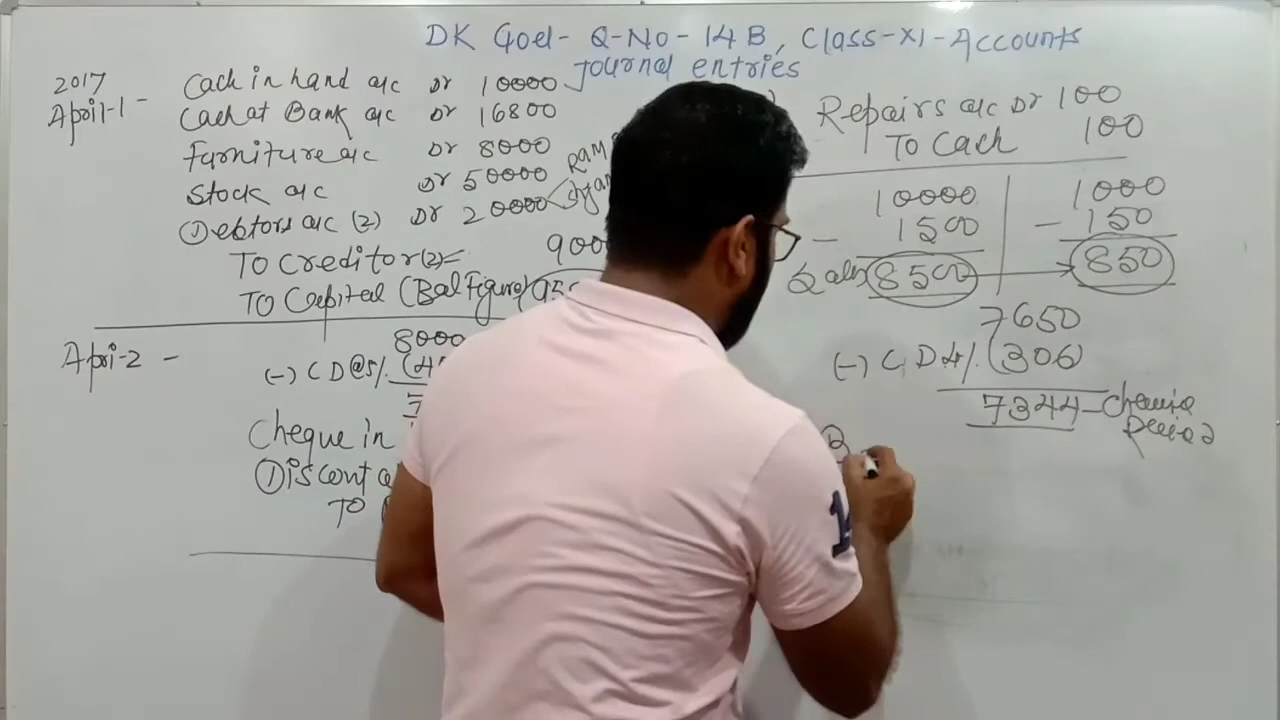 DK Goel - Q-No - 14 B, Class-XI-Accounts
Journal entries
2017
April-1 - Cash in hand a/c Dr 10000
Cash at Bank a/c Dr 16800
Furniture a/c Dr 8000
Stock a/c Dr 50000
Debtors a/c (2) Dr 20000
Ram
Shyam
To Creditor (2) = 9000
To Capital (Bal Figure)
April-2 -
8000
(-) CD@5%
Cheque in
Discount
To
Repairs a/c Dr 100
To Cash 100
10000
- 1500
Sales 8500
1000
- 150
850
7650
(-) CD 4% (306)
7344 - Cheque
B